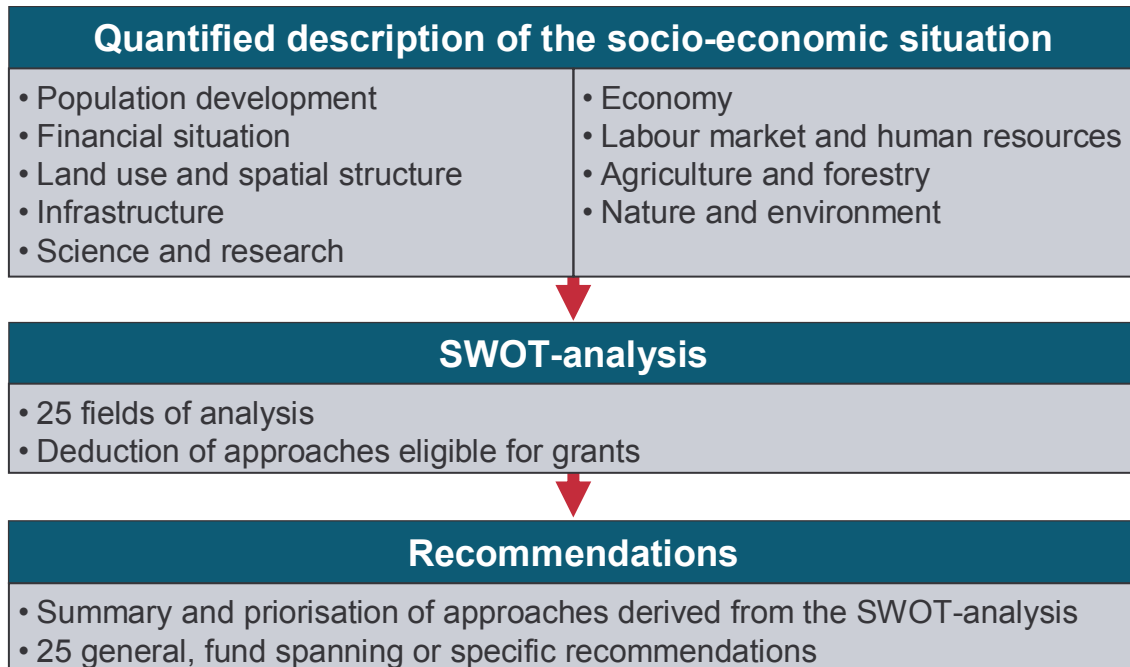 Quantified description of the socio-economic situation
• Population development
• Financial situation
• Land use and spatial structure
• Infrastructure
• Science and research
• Economy
• Labour market and human resources
• Agriculture and forestry
• Nature and environment
SWOT-analysis
• 25 fields of analysis
• Deduction of approaches eligible for grants
Recommendations
• Summary and priorisation of approaches derived from the SWOT-analysis
• 25 general, fund spanning or specific recommendations